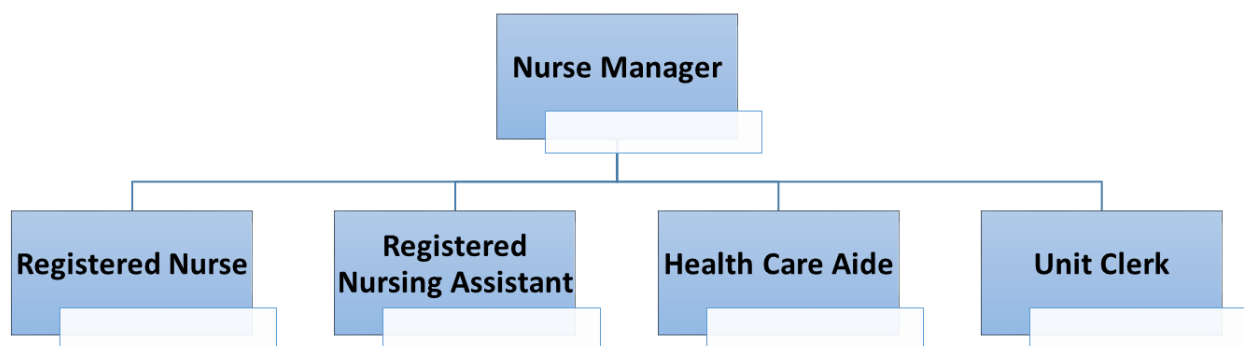 Nurse Manager
Registered Nurse
Registered
Nursing Assistant
Health Care Aide
Unit Clerk